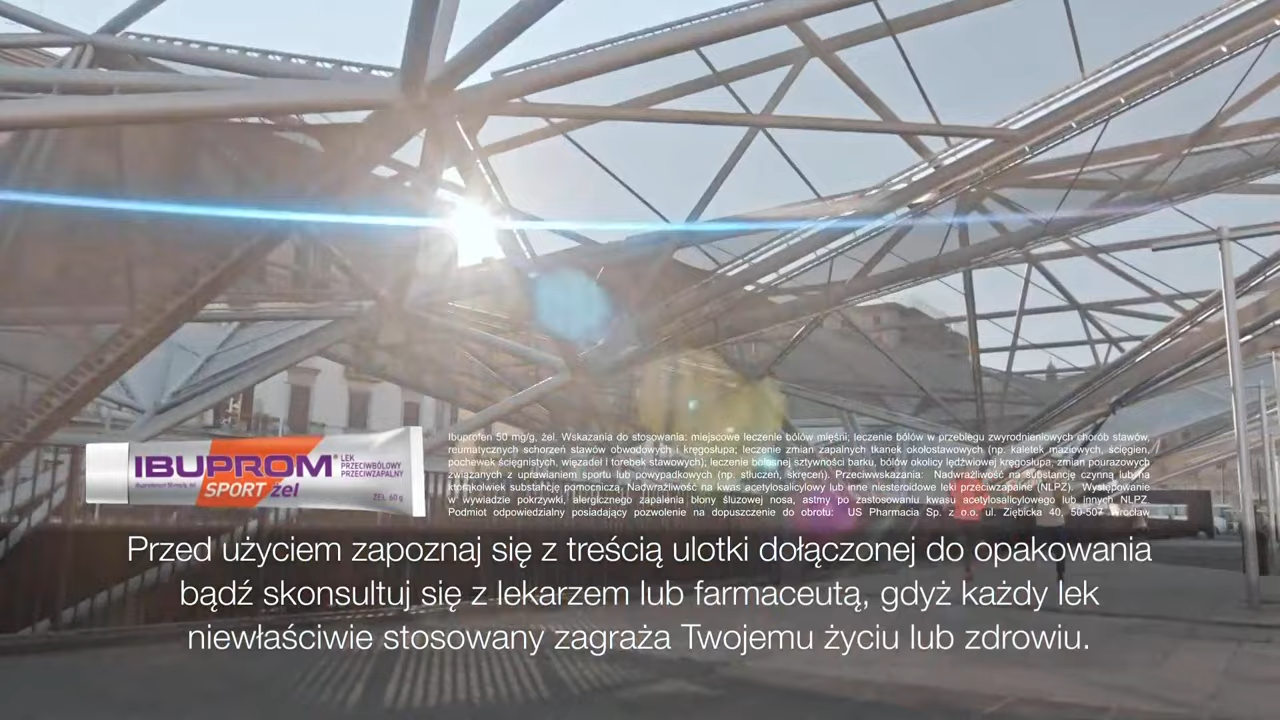 IBUPROM®
SPORT żel
LEK
PRZECIWBÓLOWY
PRZECIWZAPALNY
Ibuprofenum 50 mg/g, żel
ŻEL 60 g
Ibuprofen 50 mg/g, żel. Wskazania do stosowania: miejscowe leczenie bólów mięśni; leczenie bólów w przebiegu zwyrodnieniowych chorób stawów,
reumatycznych schorzeń stawów obwodowych i kręgosłupa; leczenie zmian zapalnych tkanek okołostawowych (np. kaletek maziowych, ścięgien,
pochewek ścięgnistych, więzadeł i torebek stawowych); leczenie bolesnej sztywności barku, bólów okolicy lędźwiowej kręgosłupa, zmian pourazowych
związanych z uprawianiem sportu lub powypadkowych (np. stłuczeń, skręceń). Przeciwwskazania: Nadwrażliwość na substancję czynną lub na
którąkolwiek substancję pomocniczą. Nadwrażliwość na kwas acetylosalicylowy lub inne niesteroidowe leki przeciwzapalne (NLPZ). Występowanie
w wywiadzie pokrzywki, alergicznego zapalenia błony śluzowej nosa, astmy po zastosowaniu kwasu acetylosalicylowego lub innych NLPZ.
Podmiot odpowiedzialny posiadający pozwolenie na dopuszczenie do obrotu: US Pharmacia Sp. z o.o. ul. Ziębicka 40, 50-507 Wrocław
Przed użyciem zapoznaj się z treścią ulotki dołączonej do opakowania
bądź skonsultuj się z lekarzem lub farmaceutą, gdyż każdy lek
niewłaściwie stosowany zagraża Twojemu życiu lub zdrowiu.